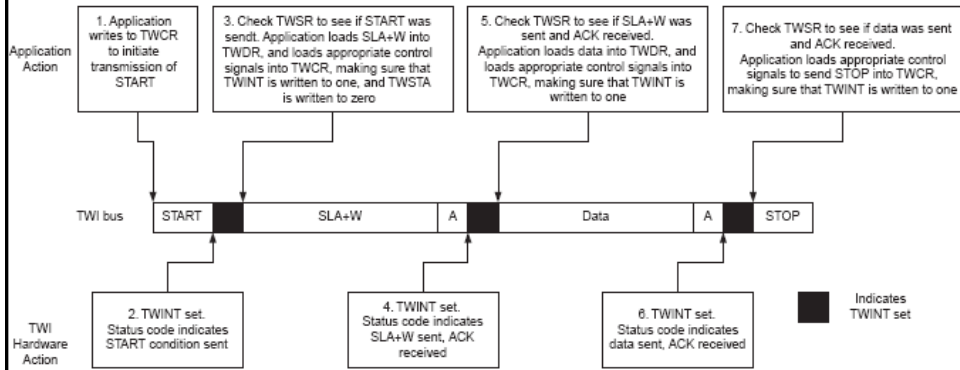 Application
Action
1. Application
writes to TWCR
to initiate
transmission of
START
3. Check TWSR to see if START was
sendt. Application loads SLA+W into
TWDR, and loads appropriate control
signals into TWCR, making sure that
TWINT is written to one, and TWSTA
is written to zero
5. Check TWSR to see if SLA+W was
sent and ACK received.
Application loads data into TWDR, and
loads appropriate control signals into
TWCR, making sure that TWINT is
written to one
7. Check TWSR to see if data was sent
and ACK received.
Application loads appropriate control
signals to send STOP into TWCR,
making sure that TWINT is written to one
TWI bus
START
SLA+W
A
Data
A
STOP
TWI
Hardware
Action
2. TWINT set.
Status code indicates
START condition sent
4. TWINT set.
Status code indicates
SLA+W sent, ACK
received
6. TWINT set.
Status code indicates
data sent, ACK received
Indicates
TWINT set